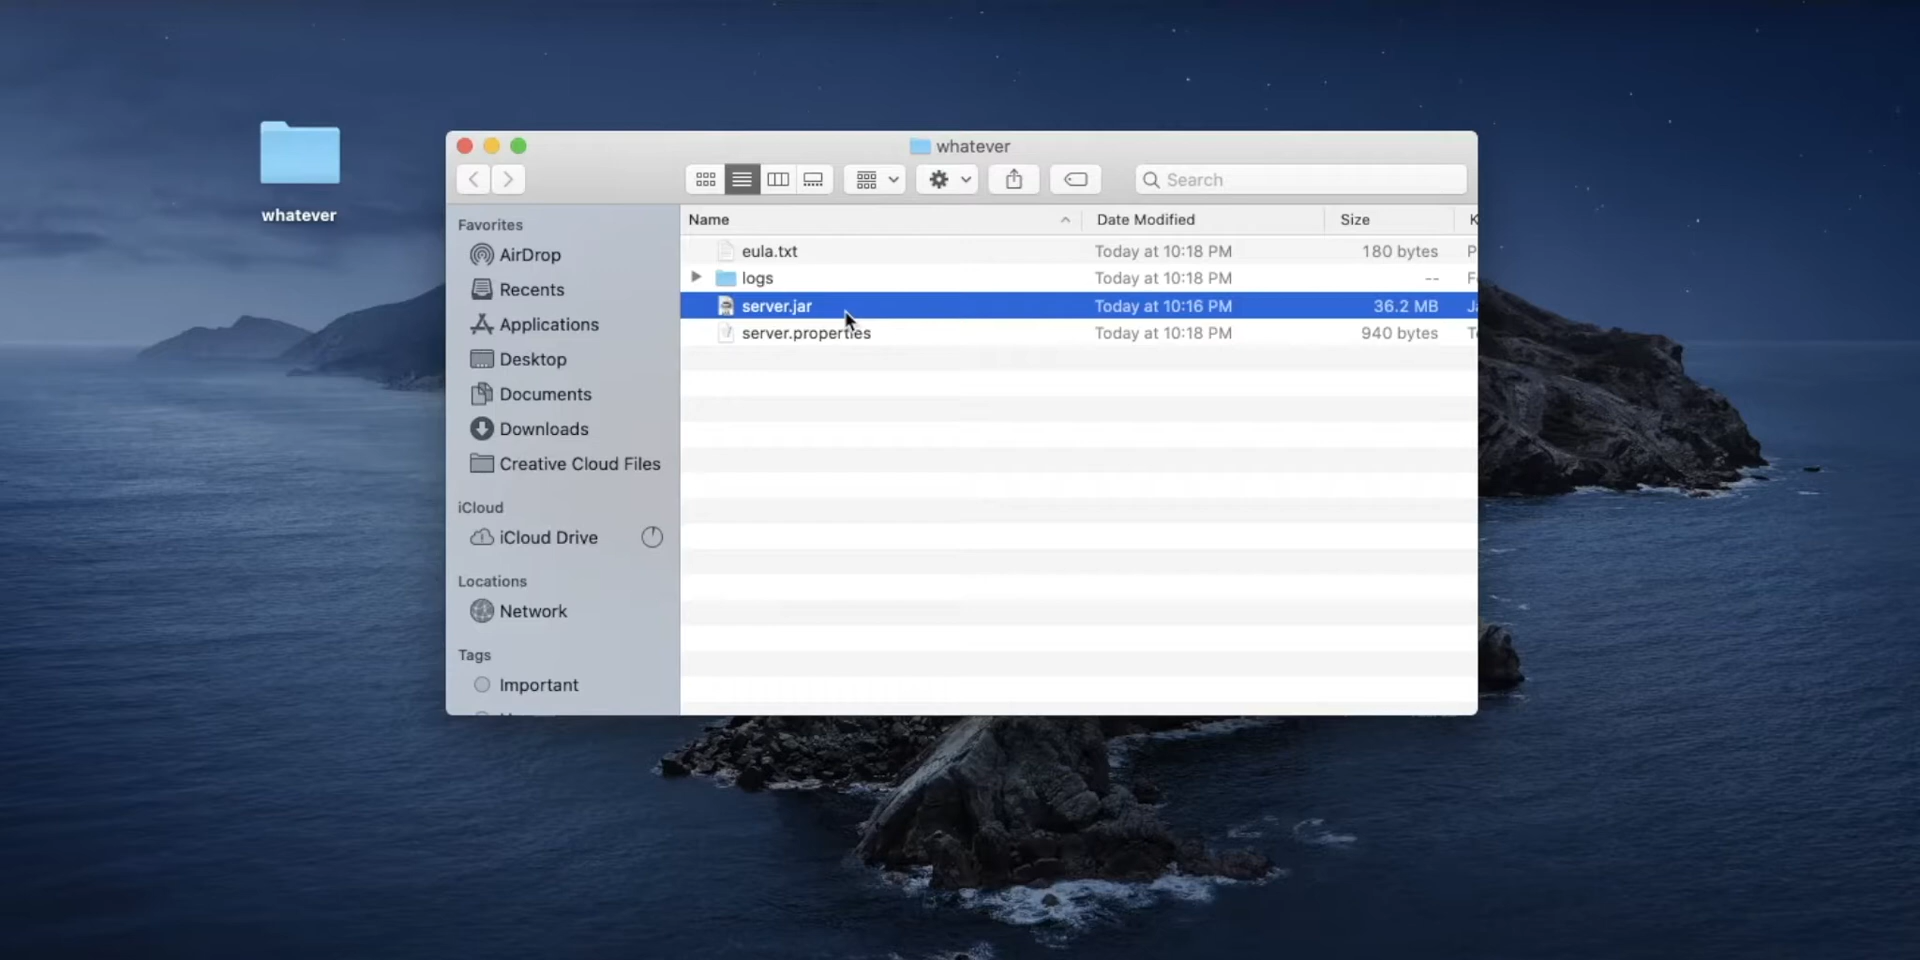 whatever
whatever
Search
Favorites
AirDrop
Recents
Applications
Desktop
Documents
Downloads
Creative Cloud Files
iCloud
iCloud Drive
Locations
Network
Tags
Important
Name Date Modified Size K
eula.txt Today at 10:18 PM 180 bytes P
logs Today at 10:18 PM -- F
server.jar Today at 10:16 PM 36.2 MB J
server.properties Today at 10:18 PM 940 bytes T